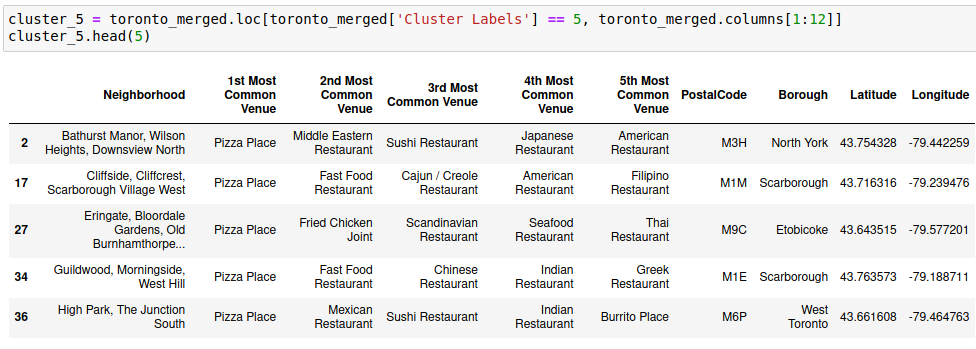 cluster_5 = toronto_merged.loc[toronto_merged['Cluster Labels'] == 5, toronto_merged.columns[1:12]]
cluster_5.head(5)
Neighborhood 1st Most Common Venue 2nd Most Common Venue 3rd Most Common Venue 4th Most Common Venue 5th Most Common Venue PostalCode Borough Latitude Longitude
2 Bathurst Manor, Wilson Heights, Downsview North Pizza Place Middle Eastern Restaurant Sushi Restaurant Japanese Restaurant American Restaurant M3H North York 43.754328 -79.442259
17 Cliffside, Cliffcrest, Scarborough Village West Pizza Place Fast Food Restaurant Cajun / Creole Restaurant American Restaurant Filipino Restaurant M1M Scarborough 43.716316 -79.239476
27 Eringate, Bloordale Gardens, Old Burnhamthorpe... Pizza Place Fried Chicken Joint Scandinavian Restaurant Seafood Restaurant Thai Restaurant M9C Etobicoke 43.643515 -79.577201
34 Guildwood, Morningside, West Hill Pizza Place Fast Food Restaurant Chinese Restaurant Indian Restaurant Greek Restaurant M1E Scarborough 43.763573 -79.188711
36 High Park, The Junction South Pizza Place Mexican Restaurant Sushi Restaurant Indian Restaurant Burrito Place M6P West Toronto 43.661608 -79.464763